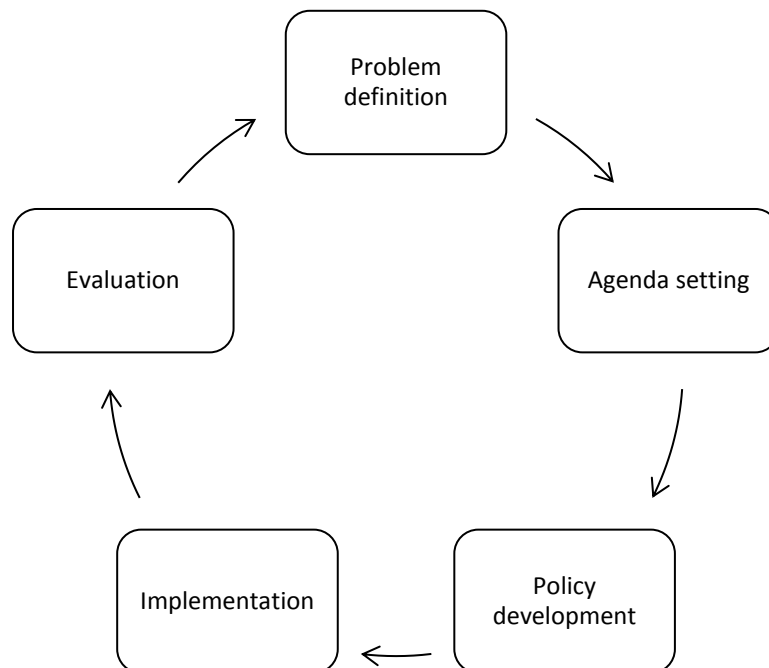 Problem
definition
Agenda setting
Policy
development
Implementation
Evaluation